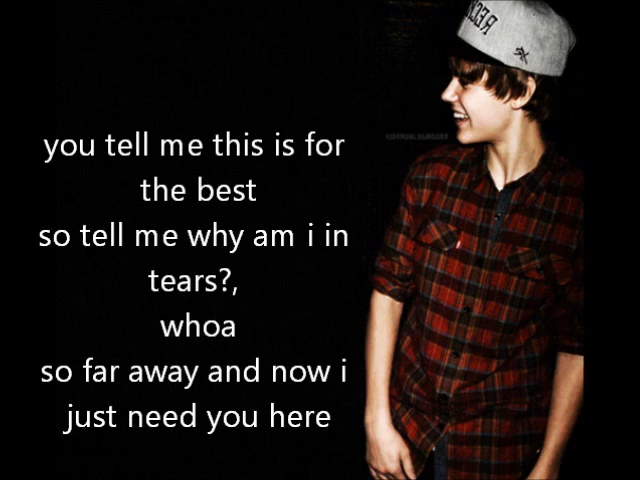 you tell me this is for
the best
so tell me why am i in
tears?,
whoa
so far away and now i
just need you here